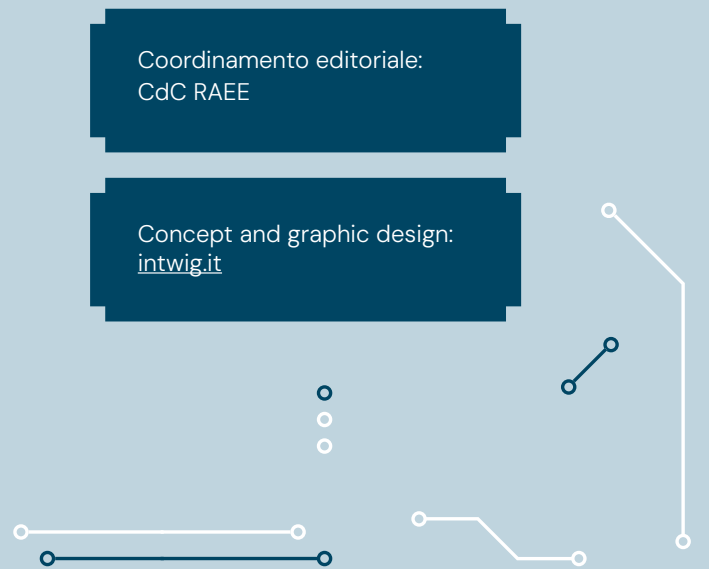 Coordinamento editoriale:
CdC RAEE
Concept and graphic design:
intwig.it